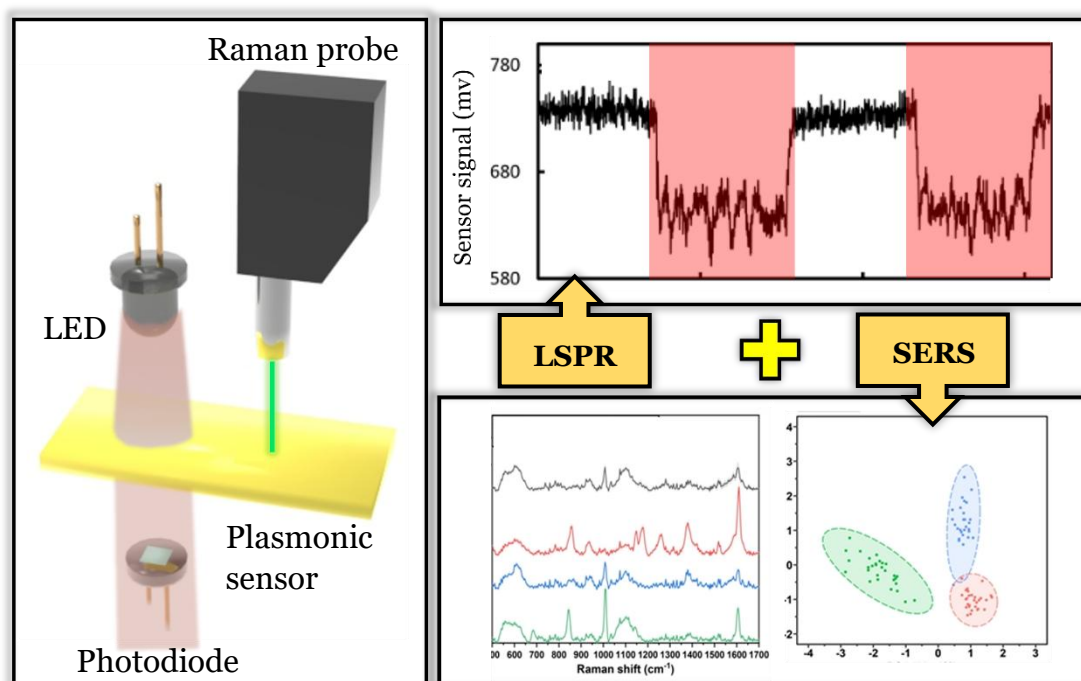 Raman probe
LED
Plasmonic
sensor
Photodiode
Sensor signal (mv)
780
680
580
LSPR
SERS
00 600 700 800 900 1000 1100 1200 1300 1400 1500 1600 1700
Raman shift (cm⁻¹)
4
3
2
1
0
-1
-2
-4 -3 -2 -1 0 1 2 3